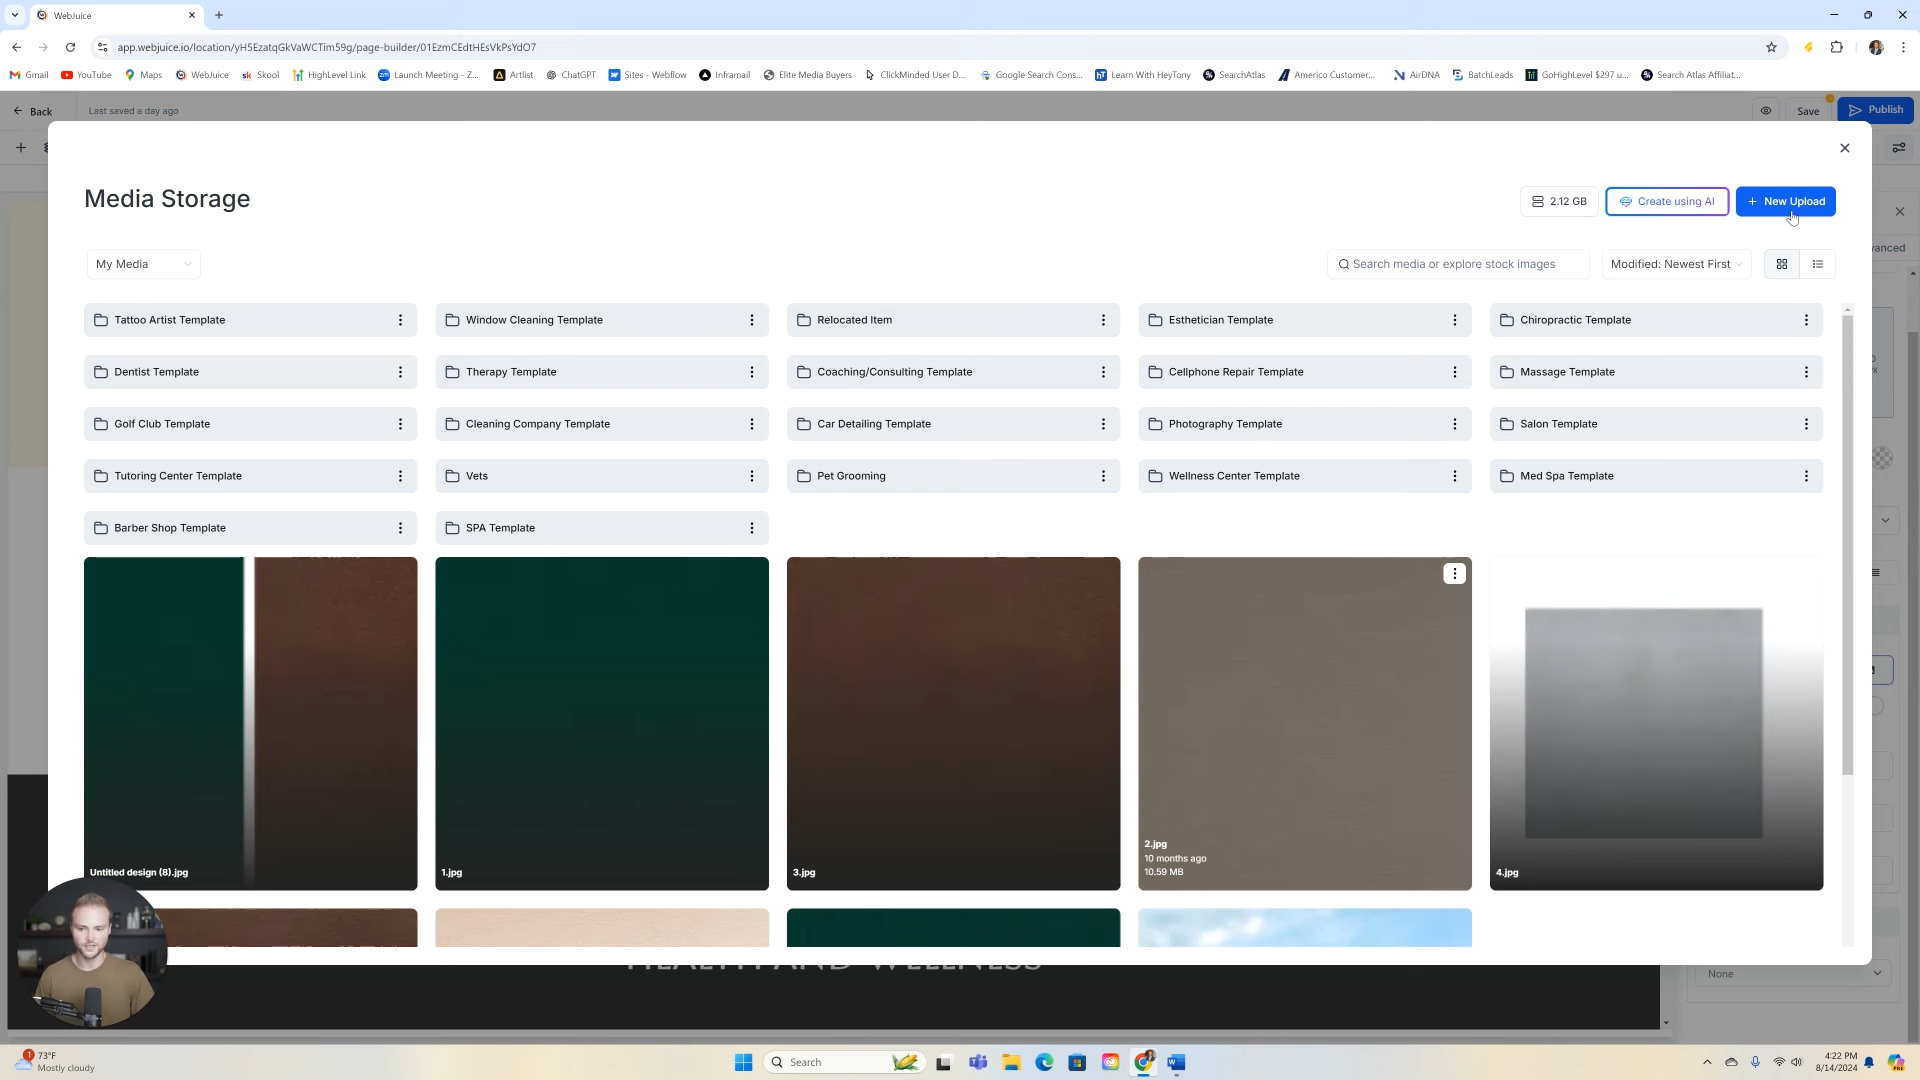 WebJuice
app.webjuice.io/location/yH5EzatqGkVaWCTim59g/page-builder/01EzmCEdtHEsVkPsYdO7
Gmail
YouTube
Maps
WebJuice
Skool
HighLevel Link
Launch Meeting - Z...
Artlist
ChatGPT
Sites - Webflow
Inframail
Elite Media Buyers
ClickMinded User D...
Google Search Cons...
Learn With HeyTony
SearchAtlas
Americo Customer...
AirDNA
BatchLeads
GoHighLevel $297 u...
Search Atlas Affiliat...
Back
Last saved a day ago
Save
Publish
Media Storage
2.12 GB
Create using AI
+ New Upload
My Media
Search media or explore stock images
Modified: Newest First
vanced
Tattoo Artist Template
Window Cleaning Template
Relocated Item
Esthetician Template
Chiropractic Template
Dentist Template
Therapy Template
Coaching/Consulting Template
Cellphone Repair Template
Massage Template
Golf Club Template
Cleaning Company Template
Car Detailing Template
Photography Template
Salon Template
Tutoring Center Template
Vets
Pet Grooming
Wellness Center Template
Med Spa Template
Barber Shop Template
SPA Template
Untitled design (8).jpg
1.jpg
3.jpg
2.jpg
10 months ago
10.59 MB
4.jpg
HEALTH AND WELLNESS
None
1
73°F
Mostly cloudy
Search
4:22 PM
8/14/2024